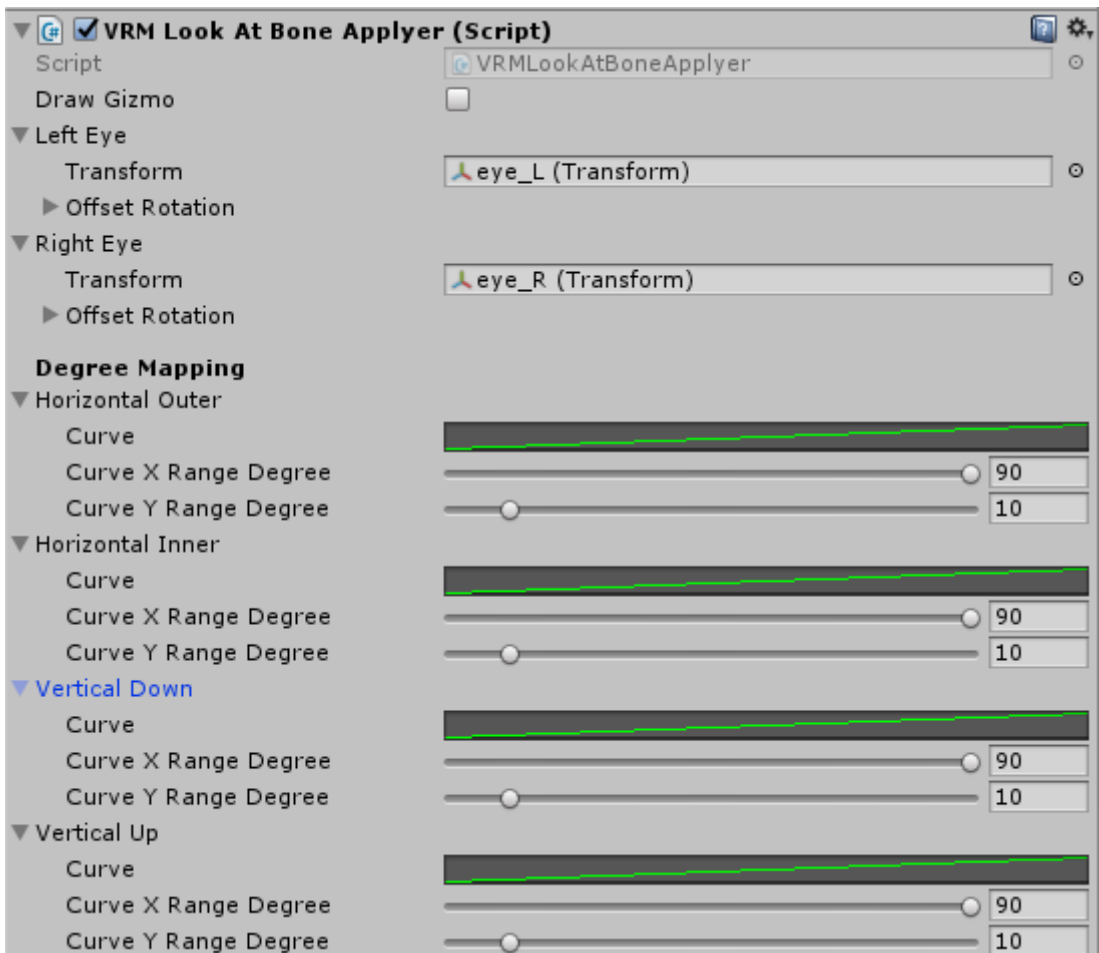 VRM Look At Bone Applyer (Script)
Script VRMLookAtBoneApplyer
Draw Gizmo
Left Eye
Transform eye_L (Transform)
Offset Rotation
Right Eye
Transform eye_R (Transform)
Offset Rotation
Degree Mapping
Horizontal Outer
Curve
Curve X Range Degree 90
Curve Y Range Degree 10
Horizontal Inner
Curve
Curve X Range Degree 90
Curve Y Range Degree 10
Vertical Down
Curve
Curve X Range Degree 90
Curve Y Range Degree 10
Vertical Up
Curve
Curve X Range Degree 90
Curve Y Range Degree 10